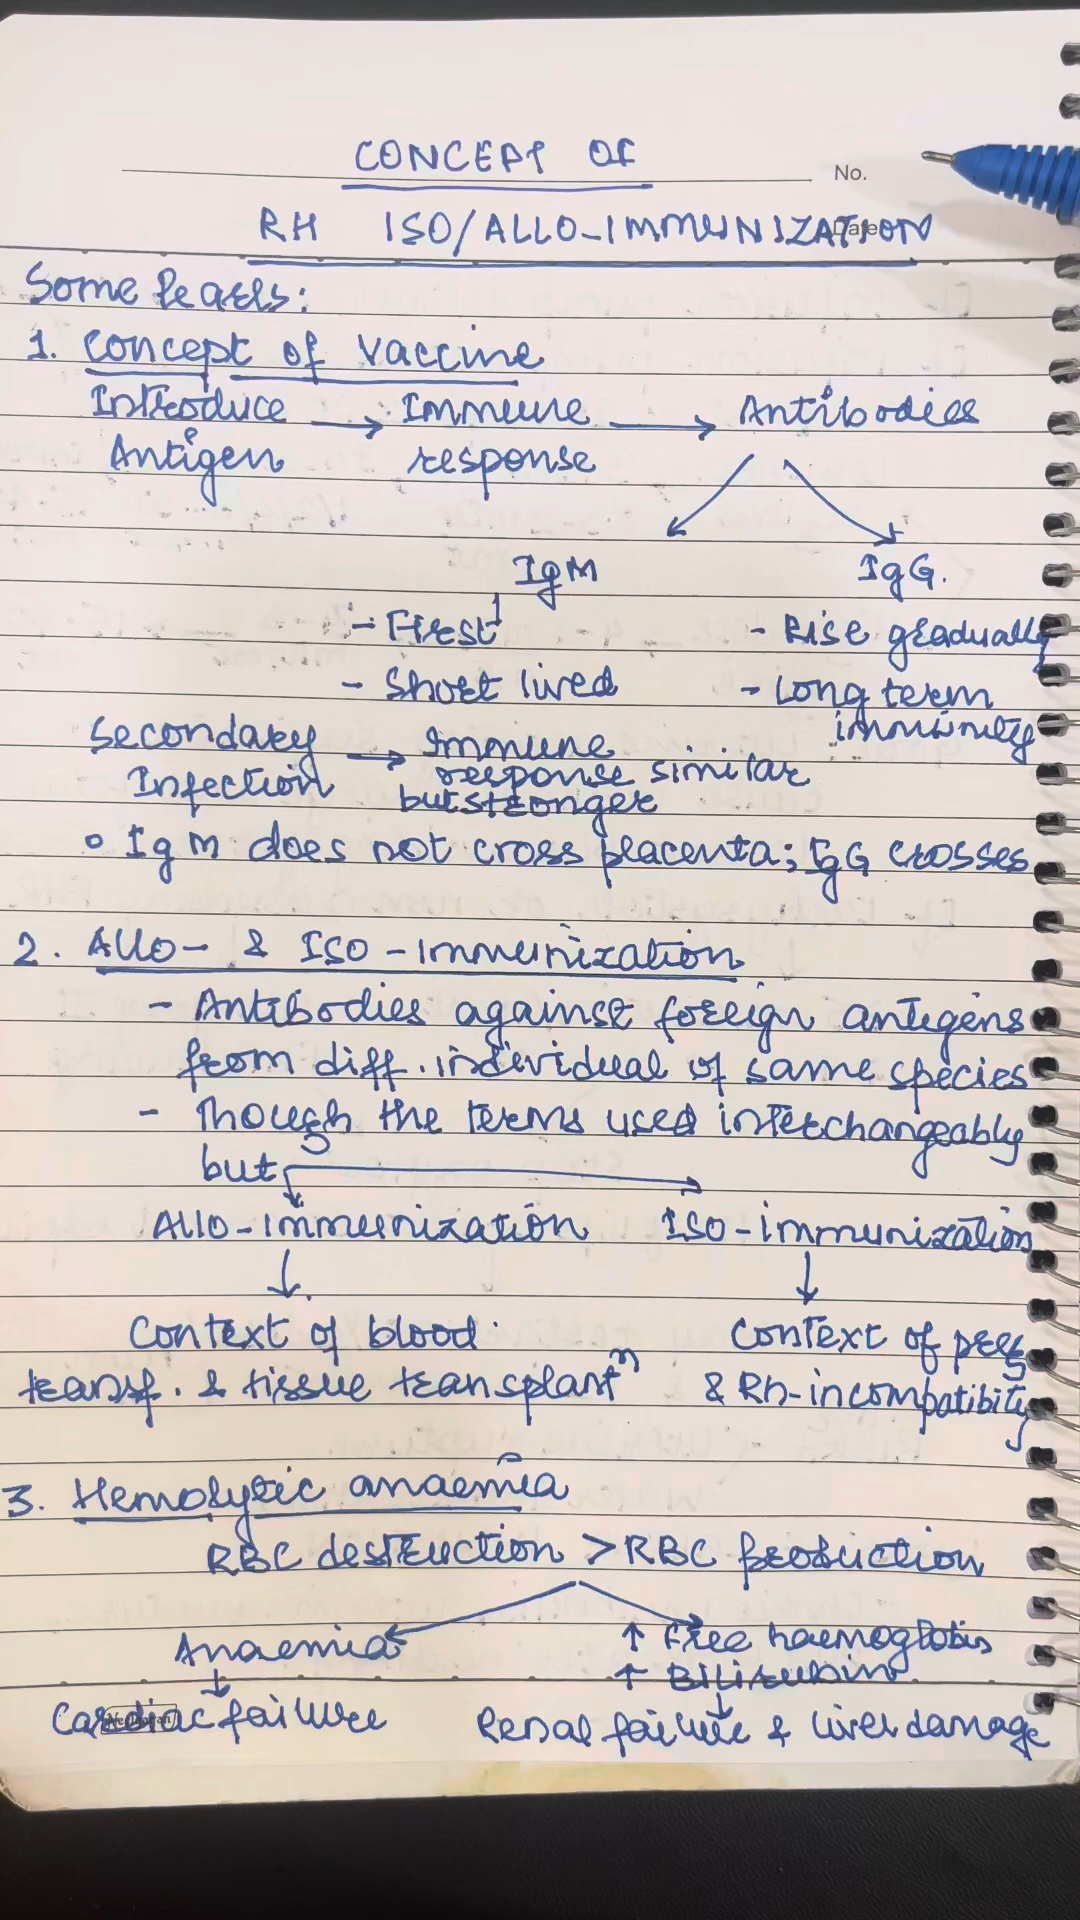 CONCEPT OF
No.
Date
RH ISO/ALLO-IMMUNIZATION
Some facts:
1. Concept of vaccine
Introduce → Immune → Antibodies
Antigen response
IgM IgG.
- First - Rise gradually
- Short lived - Long term
immunity
Secondary → Immune
Infection response similar
but stronger
o IgM does not cross placenta; IgG crosses
2. Allo- & ISO-immunization
- Antibodies against foreign antigens
from diff. individual of same species
- Though the terms used interchangeably
but
Allo-immunization ISO-immunization
↓ ↓
Context of blood Context of preg
transf. & tissue transplantⁿ & Rh-incompatibity
3. Hemolytic anaemia
RBC destruction > RBC production
Anaemia ↑ Free haemoglobin
↑ Bilirubin
Cardiac failure Renal failure & liver damage